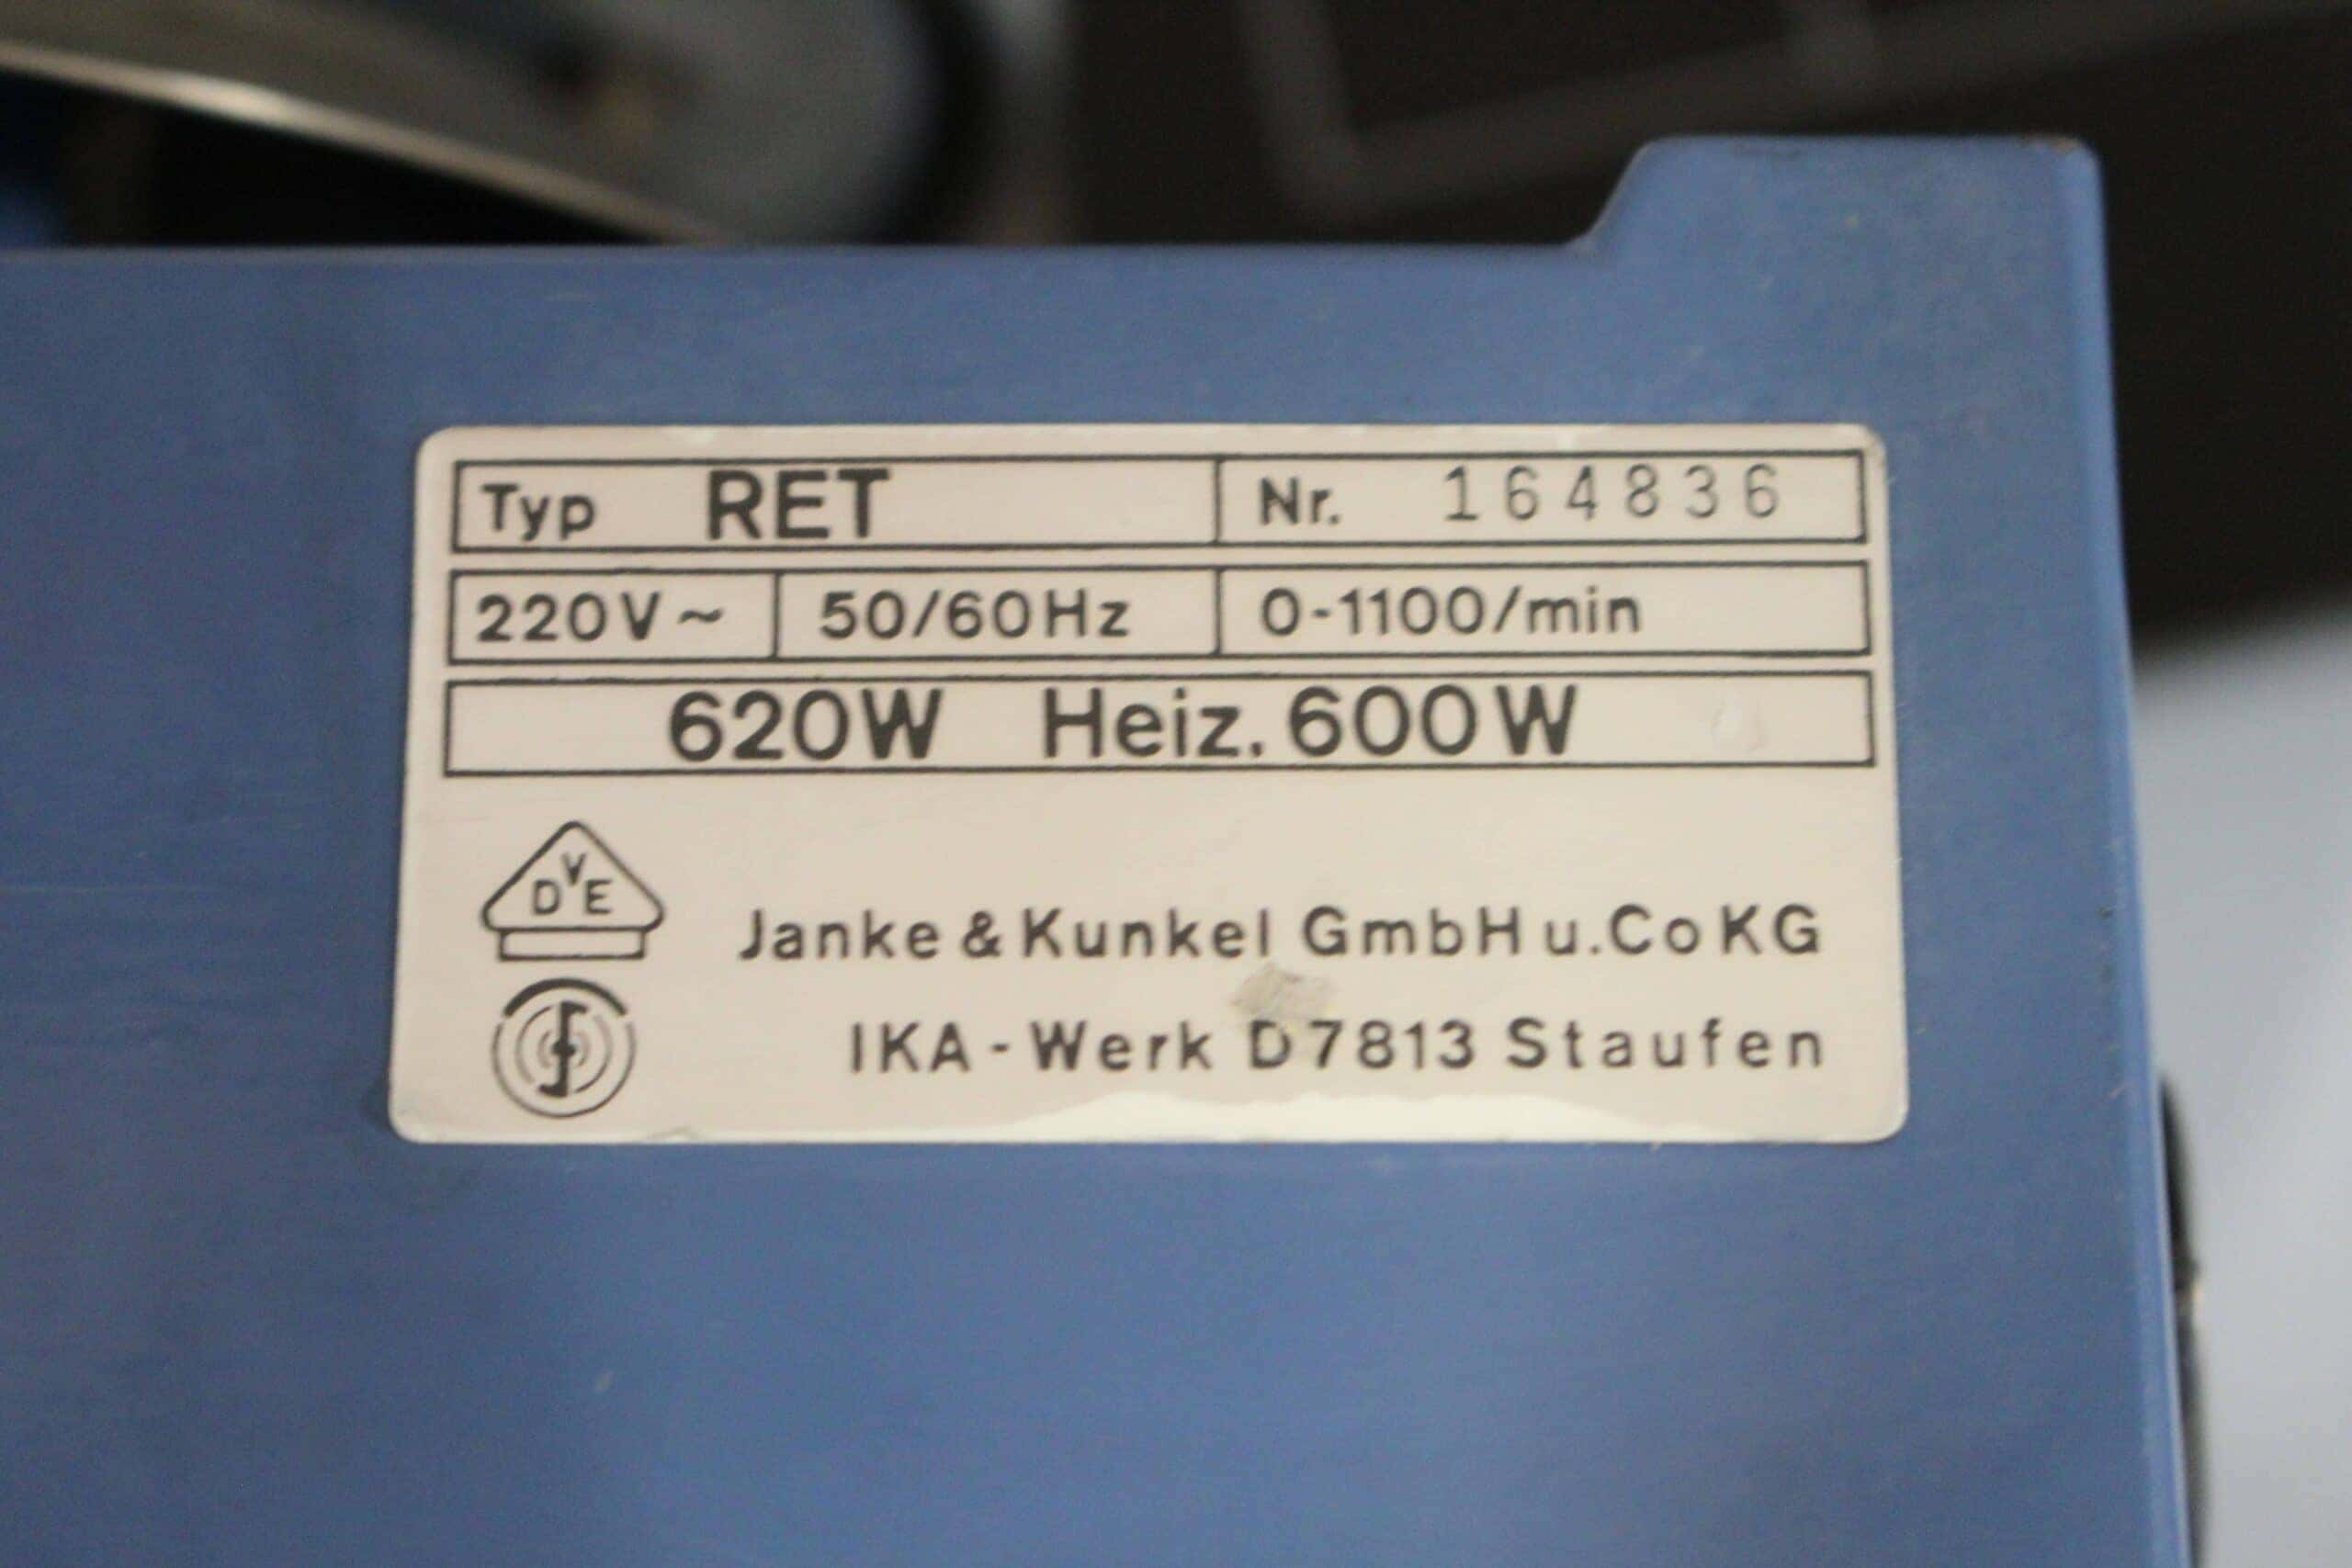 Typ RET Nr. 164836
220V~ 50/60Hz 0-1100/min
620W Heiz. 600W
DVE
Janke & Kunkel GmbH u. Co KG
IKA-Werk D7813 Staufen